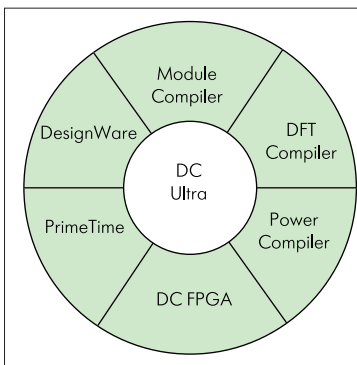 Module
Compiler
DesignWare
DFT
Compiler
DC
Ultra
PrimeTime
Power
Compiler
DC FPGA